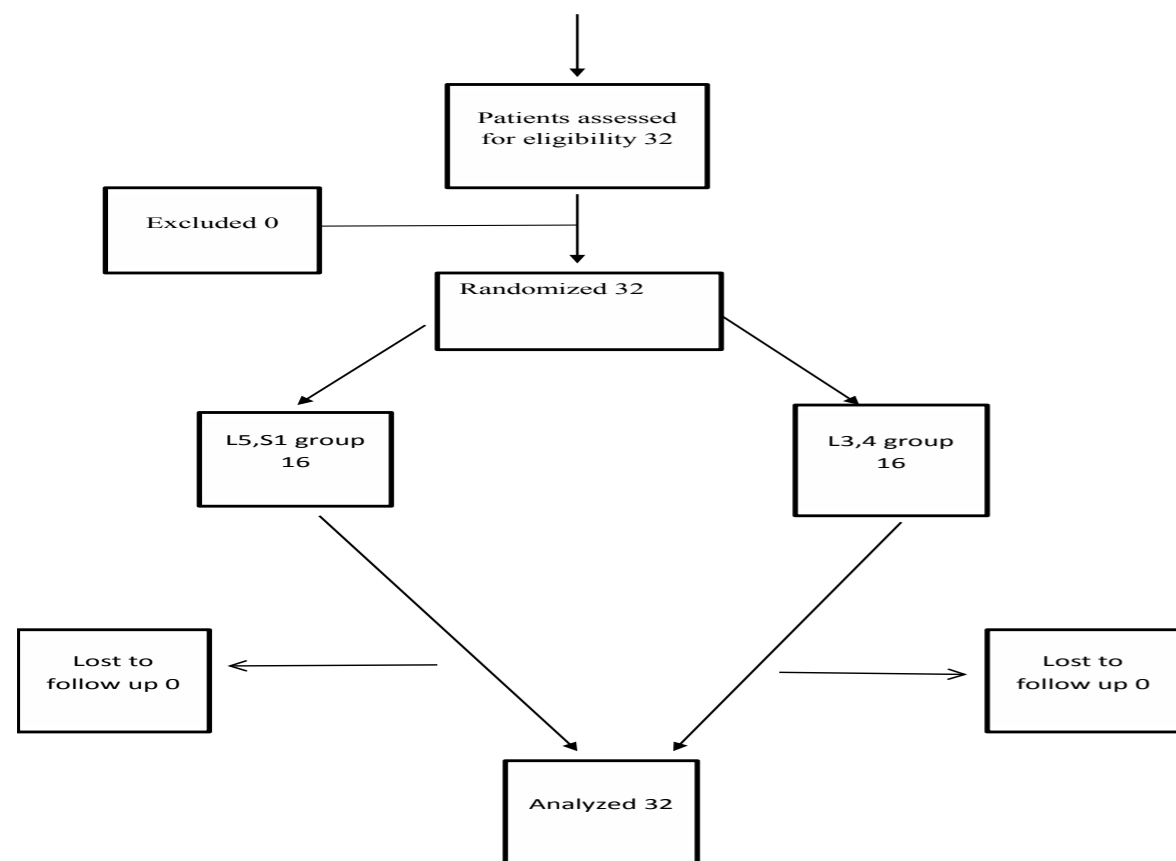 Patients assessed
for eligibility 32
Excluded 0
Randomized 32
L5,S1 group
16
L3,4 group
16
Lost to
follow up 0
Lost to
follow up 0
Analyzed 32